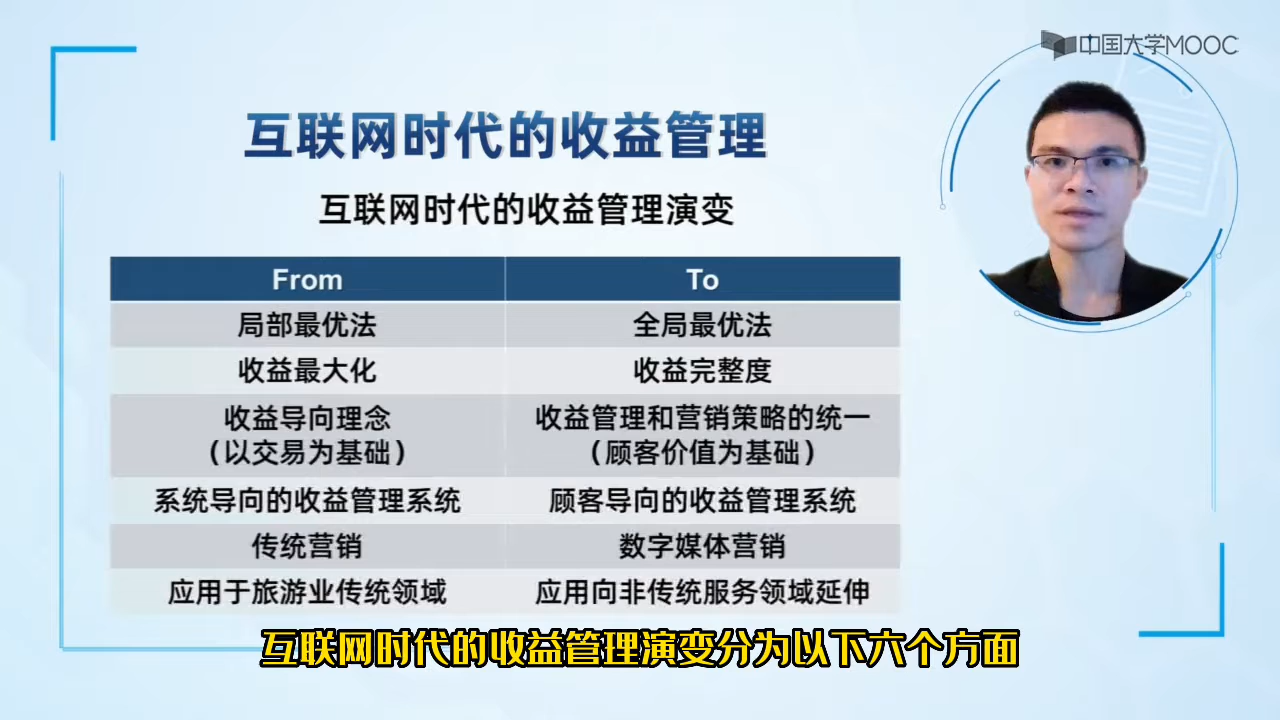 中国大学MOOC
互联网时代的收益管理
互联网时代的收益管理演变
From To
局部最优法 全局最优法
收益最大化 收益完整度
收益导向理念 收益管理和营销策略的统一
（以交易为基础） （顾客价值为基础）
系统导向的收益管理系统 顾客导向的收益管理系统
传统营销 数字媒体营销
应用于旅游业传统领域 应用向非传统服务领域延伸
互联网时代的收益管理演变分为以下六个方面